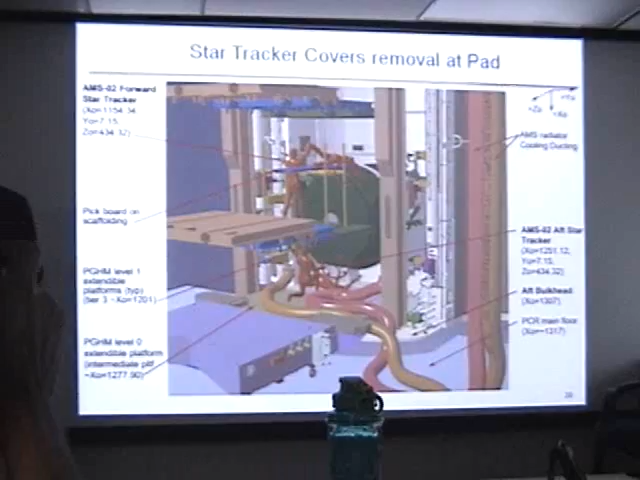 Star Tracker Covers removal at Pad
AMS-02 Forward
Star Tracker
(Xo=1154.34,
Yo=7.15,
Zo=434.32)
Pick board on
scaffolding
PGHM level 1
extendible
platforms (typ)
(tier 3 ~Xo=1201)
PGHM level 0
extendible platform
(intermediate pltf
~Xo=1277.90)
AMS radiator
Cooling Ducting
AMS-02 Aft Star
Tracker
(Xo=1251.12,
Yo=7.15,
Zo=434.32)
Aft Bulkhead
(Xo=1307)
PCR main floor
(Xo=~1317)